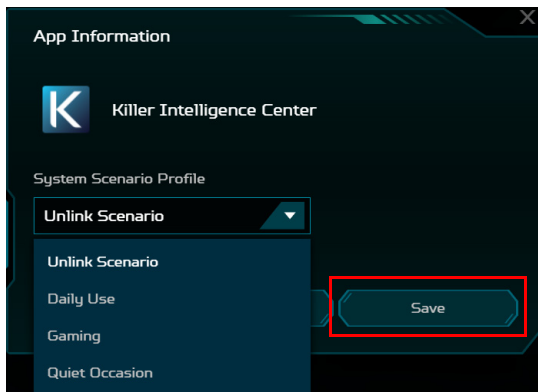 App Information
K
Killer Intelligence Center
System Scenario Profile
Unlink Scenario
Unlink Scenario
Daily Use
Gaming
Quiet Occasion
Save